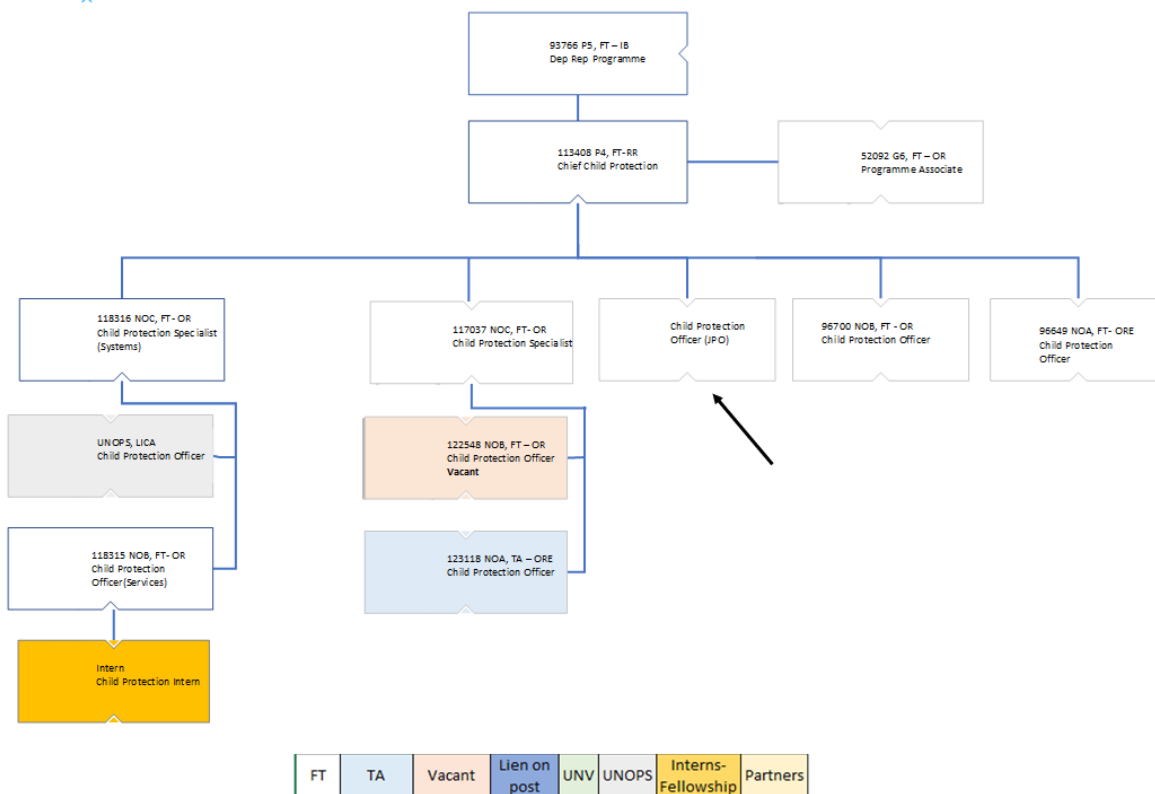 93766 P5, FT – IB
Dep Rep Programme
113408 P4, FT-RR
Chief Child Protection
52092 G6, FT – OR
Programme Associate
118316 NOC, FT- OR
Child Protection Specialist
(Systems)
117037 NOC, FT- OR
Child Protection Specialist
Child Protection
Officer (JPO)
96700 NOB, FT - OR
Child Protection Officer
96649 NOA, FT- ORE
Child Protection
Officer
UNOPS, LICA
Child Protection Officer
122548 NOB, FT – OR
Child Protection Officer
Vacant
118315 NOB, FT- OR
Child Protection
Officer(Services)
123118 NOA, TA – ORE
Child Protection Officer
Intern
Child Protection Intern
FT
TA
Vacant
Lien on
post
UNV
UNOPS
Interns-
Fellowship
Partners